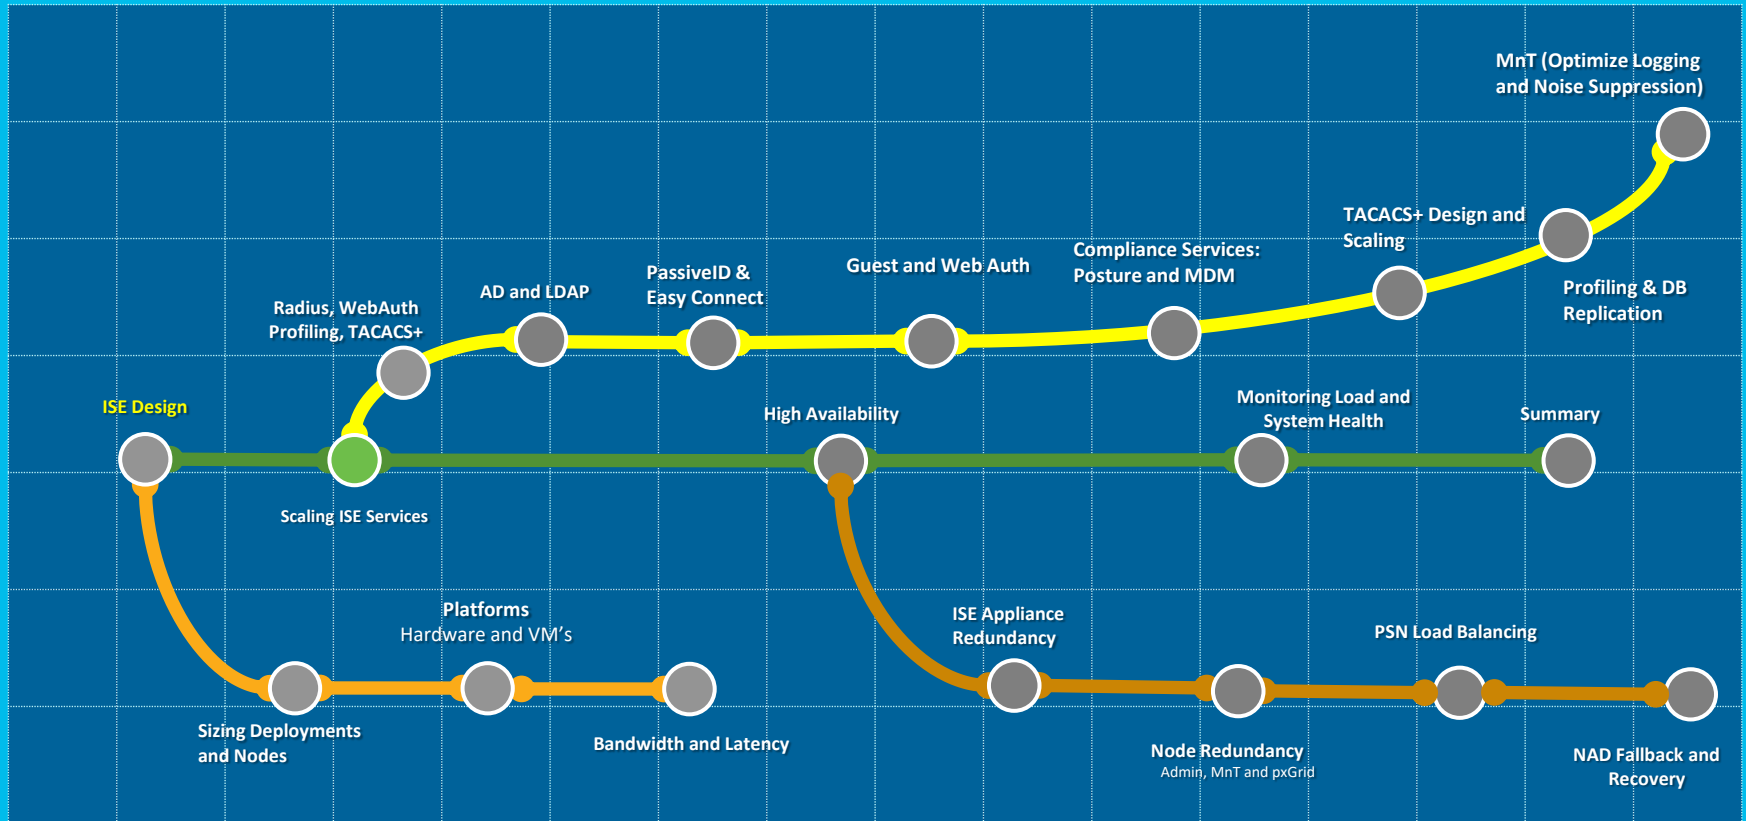 MnT (Optimize Logging
and Noise Suppression)
TACACS+ Design and
Scaling
Compliance Services:
Posture and MDM
Guest and Web Auth
PassiveID &
Easy Connect
AD and LDAP
Radius, WebAuth
Profiling, TACACS+
Profiling & DB
Replication
ISE Design
High Availability
Monitoring Load and
System Health
Summary
Scaling ISE Services
Platforms
Hardware and VM's
ISE Appliance
Redundancy
PSN Load Balancing
Sizing Deployments
and Nodes
Bandwidth and Latency
Node Redundancy
Admin, MnT and pxGrid
NAD Fallback and
Recovery